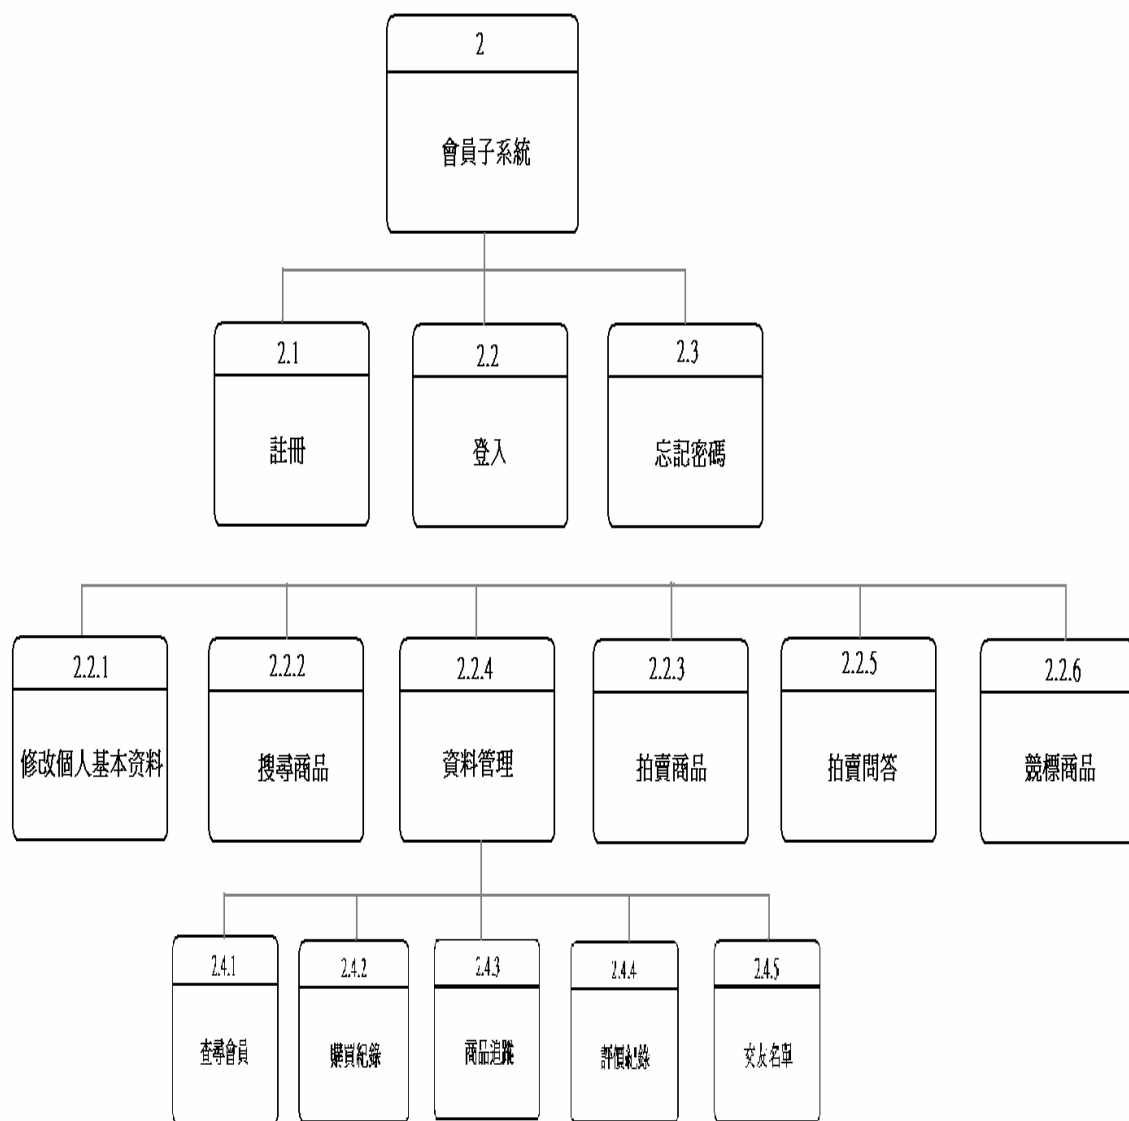 2
會員子系統
2.1
註冊
2.2
登入
2.3
忘記密碼
2.2.1
修改個人基本资料
2.2.2
搜尋商品
2.2.4
資料管理
2.2.3
拍賣商品
2.2.5
拍賣問答
2.2.6
競標商品
2.4.1
查尋會員
2.4.2
購買紀錄
2.4.3
商品追蹤
2.4.4
評價紀錄
2.4.5
交友名單